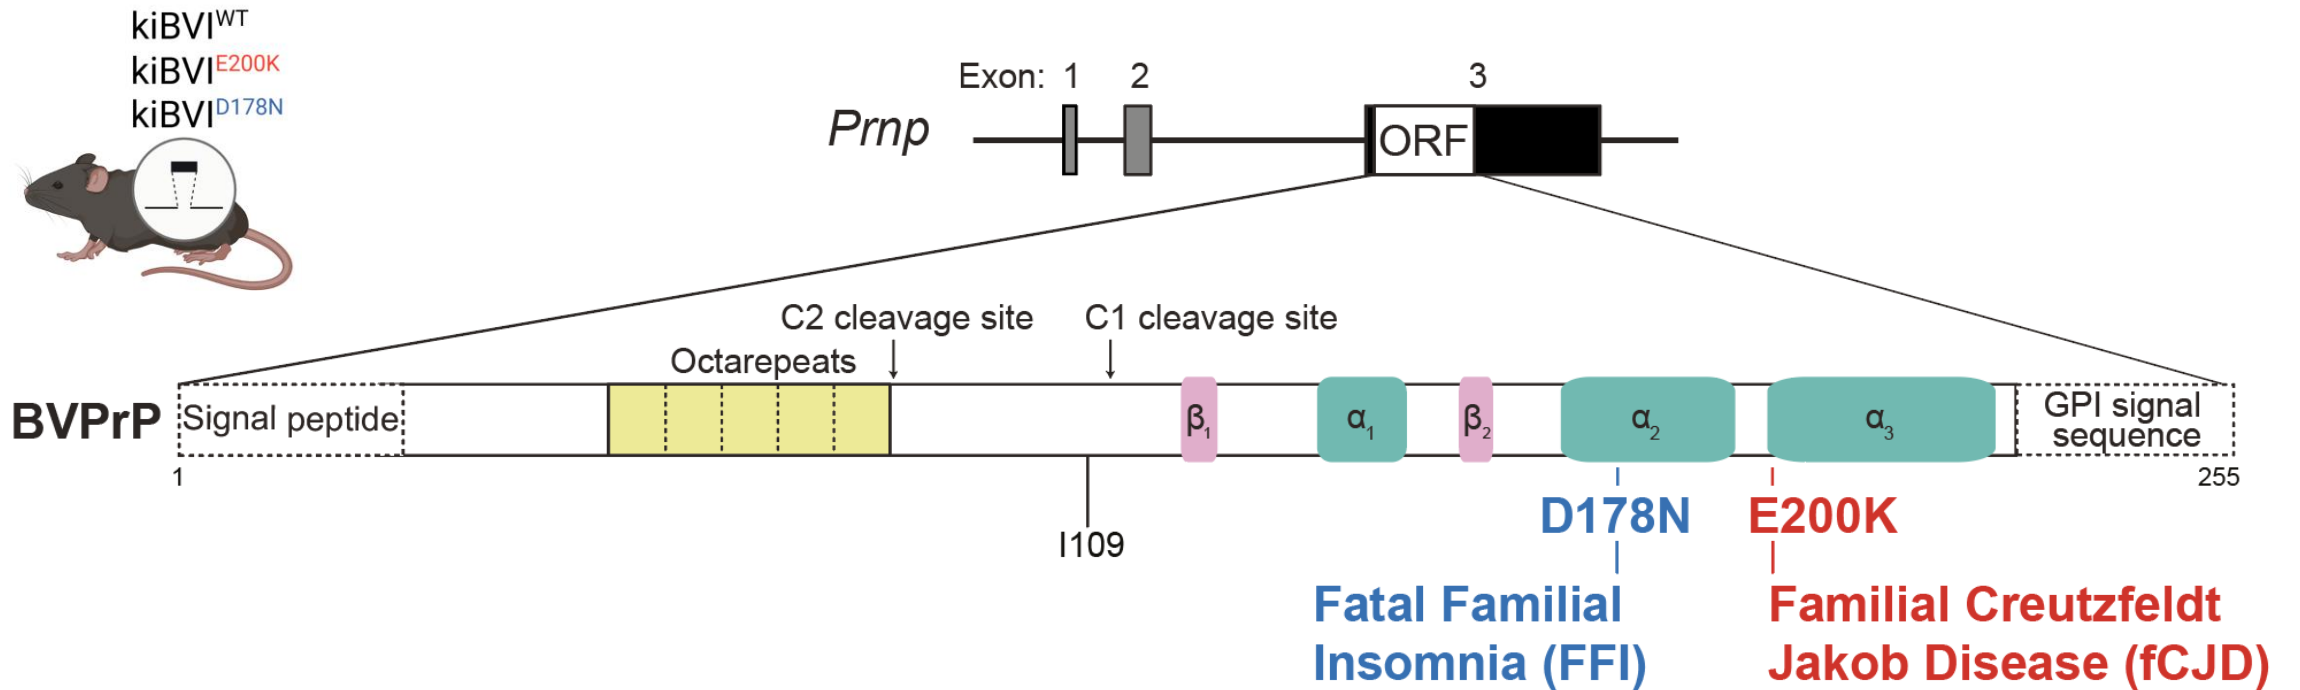 kiBVI^WT
kiBVI^E200K
kiBVI^D178N
Exon: 1 2 3
Prnp
ORF
C2 cleavage site
C1 cleavage site
Octarepeats
BVPrP
Signal peptide
β₁
α₁
β₂
α₂
α₃
GPI signal
sequence
1
255
I109
D178N
E200K
Fatal Familial
Insomnia (FFI)
Familial Creutzfeldt
Jakob Disease (fCJD)